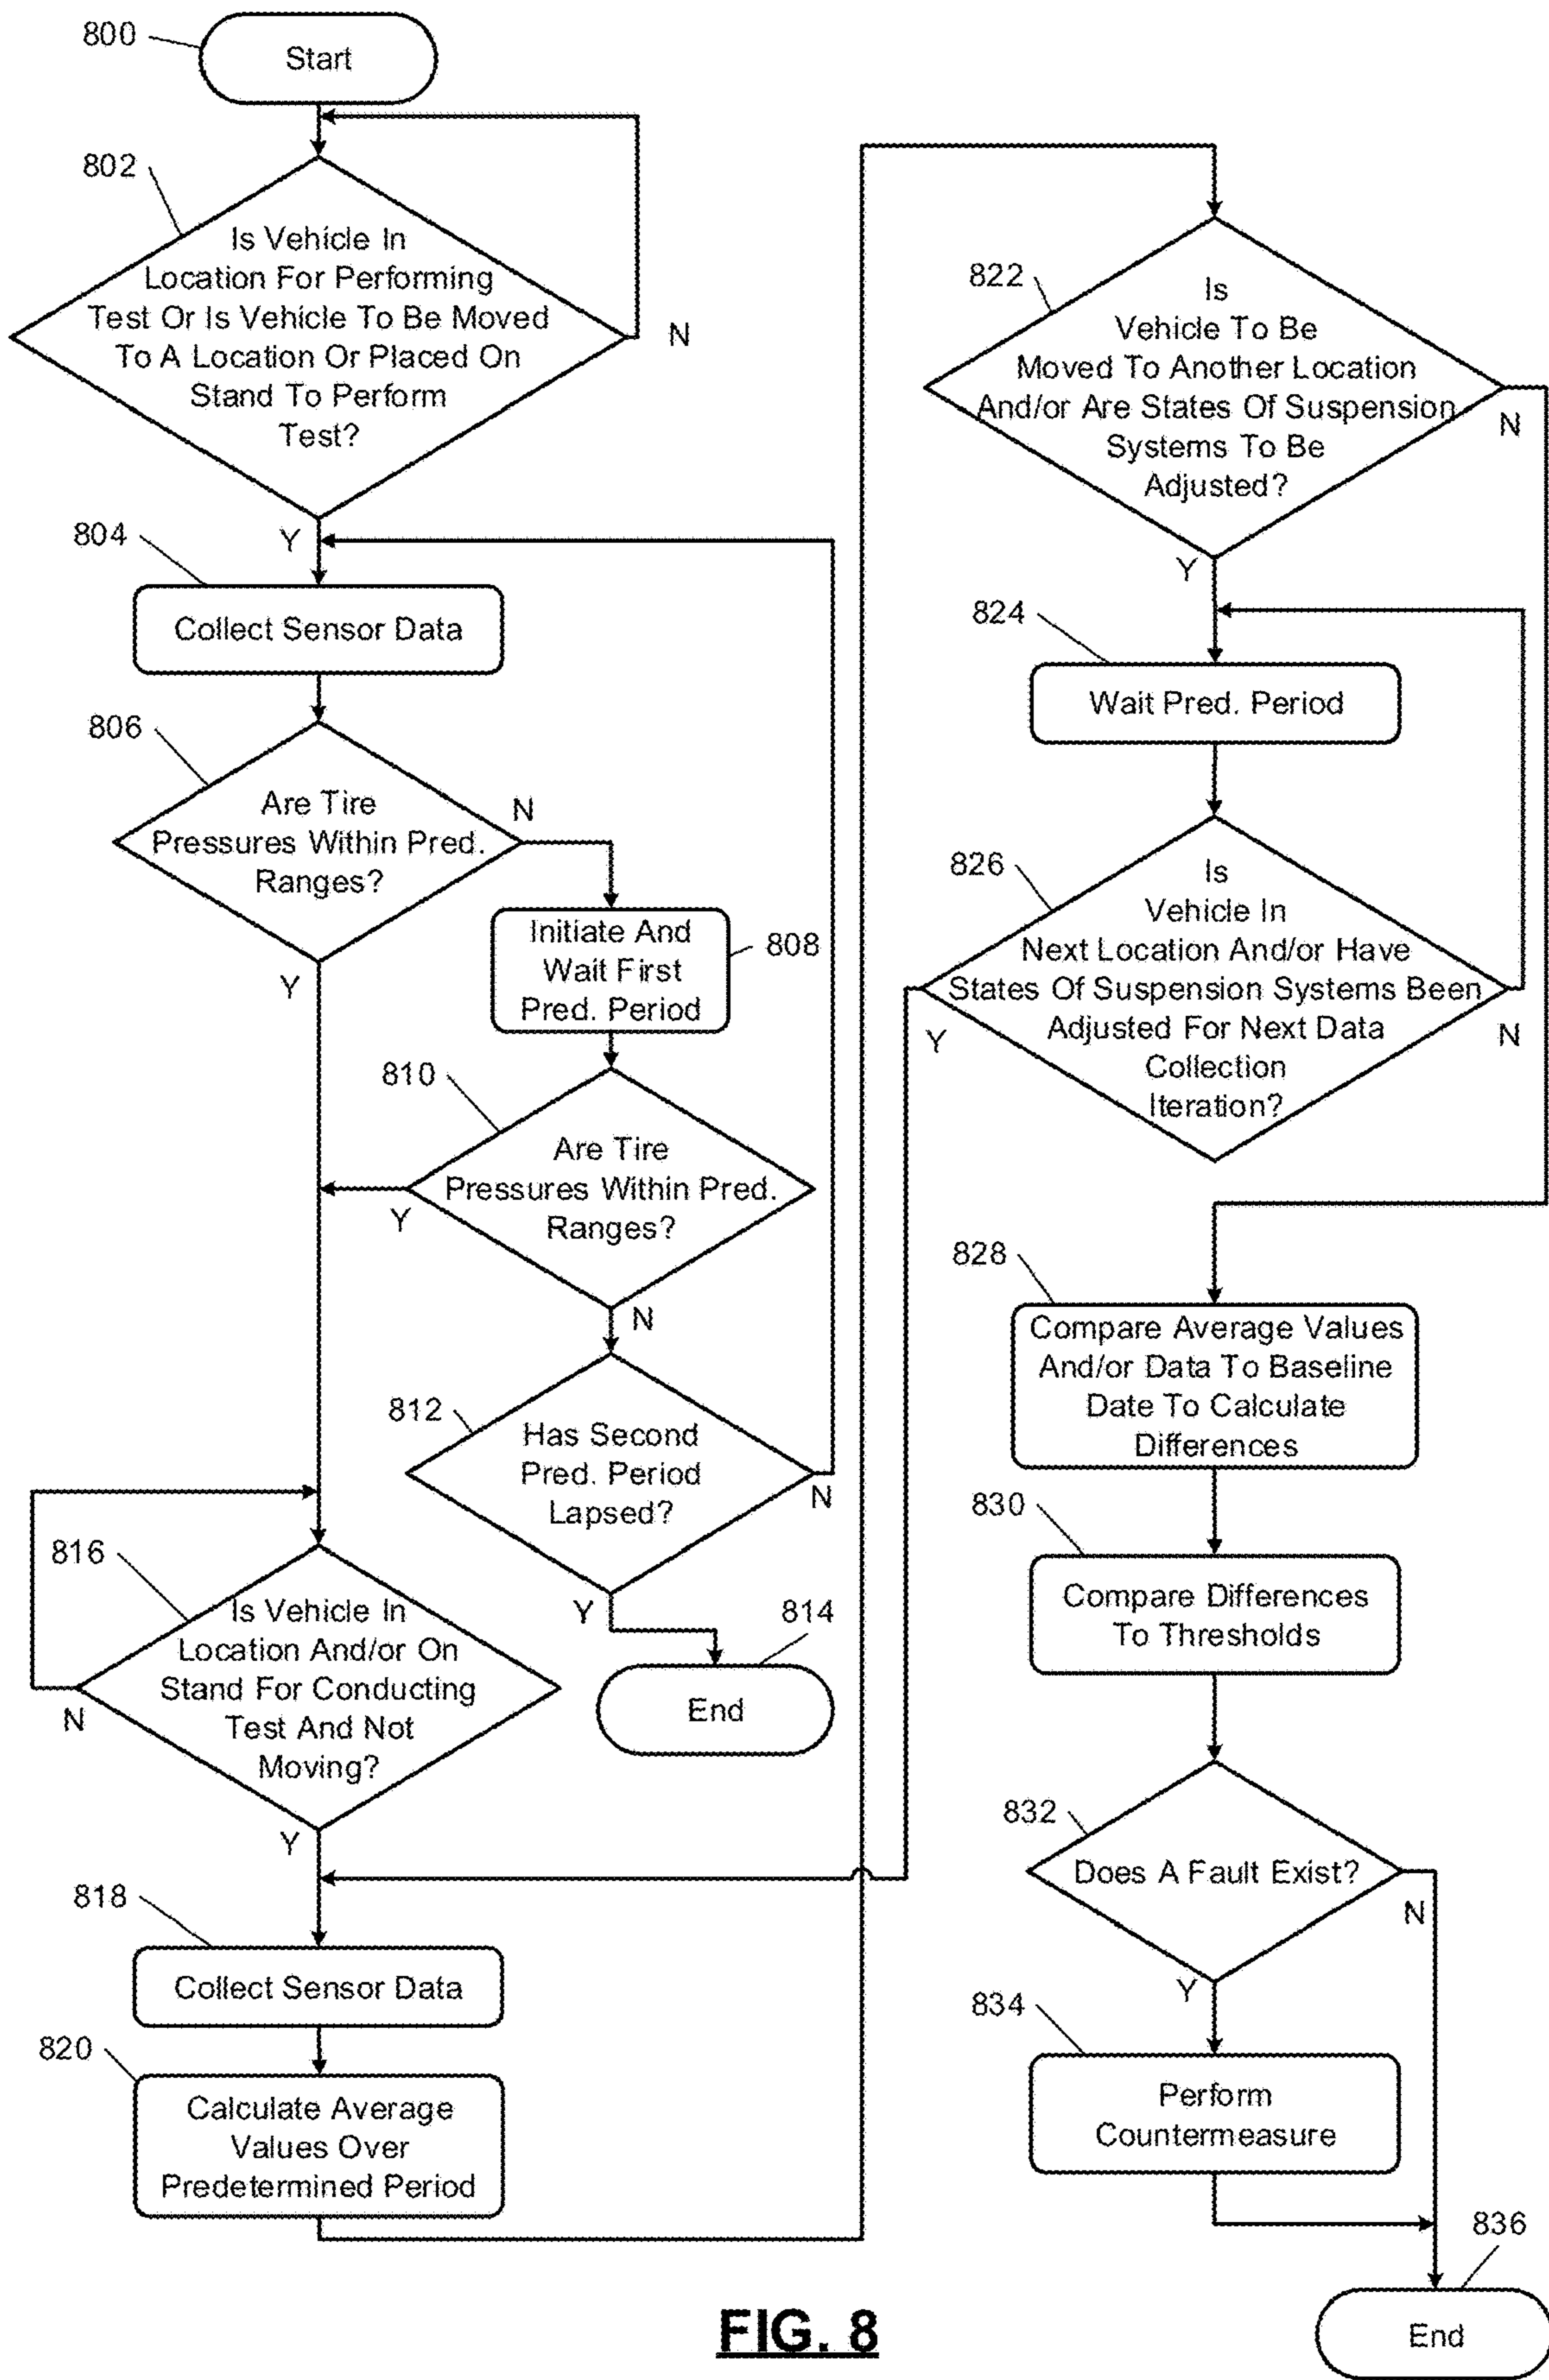 800
Start
802
Is Vehicle In
Location For Performing
Test Or Is Vehicle To Be Moved
To A Location Or Placed On
Stand To Perform
Test?
N
Y
804
Collect Sensor Data
806
Are Tire
Pressures Within Pred.
Ranges?
N
Y
Initiate And
Wait First
Pred. Period
808
810
Are Tire
Pressures Within Pred.
Ranges?
Y
N
812
Has Second
Pred. Period
Lapsed?
N
Y
814
End
816
Is Vehicle In
Location And/or On
Stand For Conducting
Test And Not
Moving?
N
Y
818
Collect Sensor Data
820
Calculate Average
Values Over
Predetermined Period
822
Is
Vehicle To Be
Moved To Another Location
And/or Are States Of Suspension
Systems To Be
Adjusted?
N
Y
824
Wait Pred. Period
826
Is
Vehicle In
Next Location And/or Have
States Of Suspension Systems Been
Adjusted For Next Data
Collection
Iteration?
Y
N
828
Compare Average Values
And/or Data To Baseline
Date To Calculate
Differences
830
Compare Differences
To Thresholds
832
Does A Fault Exist?
N
Y
834
Perform
Countermeasure
836
End
FIG. 8